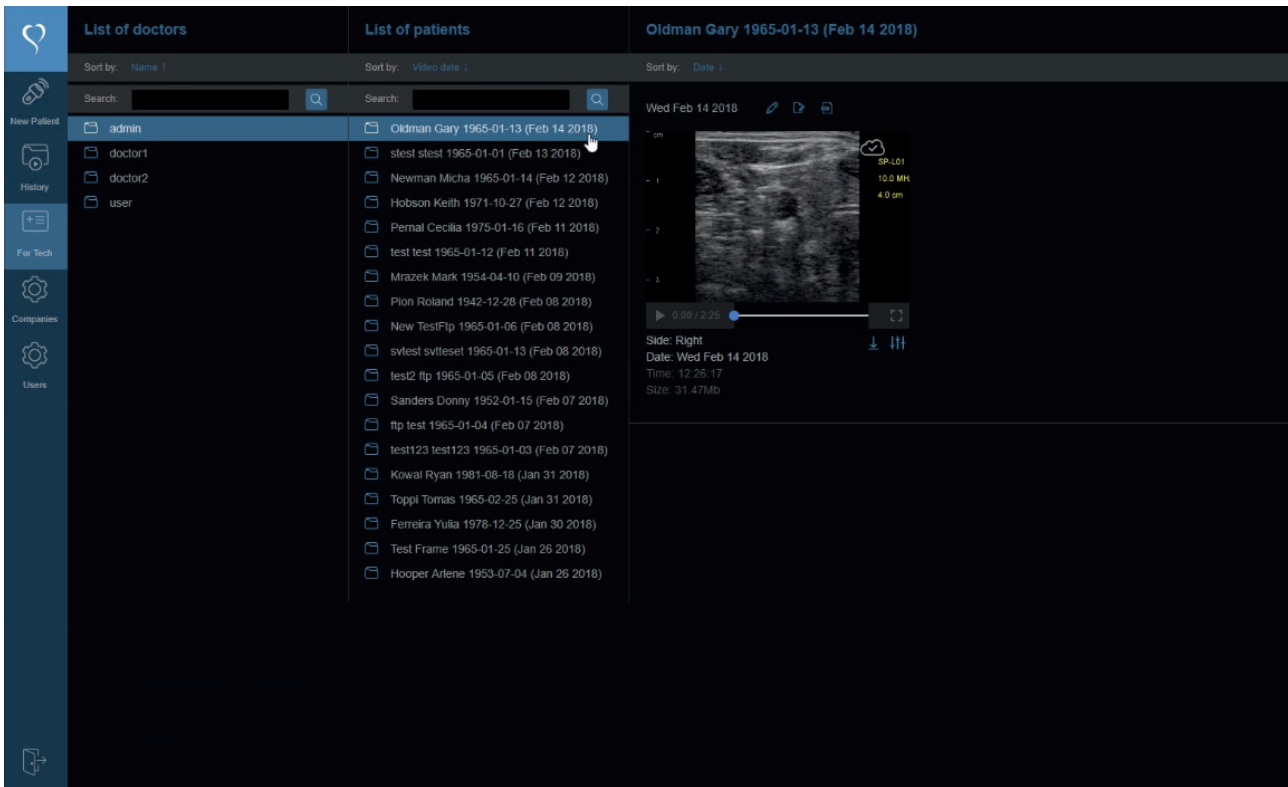 New Patient
History
For Tech
Companies
Users
List of doctors
Sort by: Name ↑
Search:
admin
doctor1
doctor2
user
List of patients
Sort by: Video date ↓
Search:
Oldman Gary 1965-01-13 (Feb 14 2018)
stest stest 1965-01-01 (Feb 13 2018)
Newman Micha 1965-01-14 (Feb 12 2018)
Hobson Keith 1971-10-27 (Feb 12 2018)
Pernal Cecilia 1975-01-16 (Feb 11 2018)
test test 1965-01-12 (Feb 11 2018)
Mrazek Mark 1954-04-10 (Feb 09 2018)
Pion Roland 1942-12-28 (Feb 08 2018)
New TestFtp 1965-01-06 (Feb 08 2018)
svtest svtteset 1965-01-13 (Feb 08 2018)
test2 ftp 1965-01-05 (Feb 08 2018)
Sanders Donny 1952-01-15 (Feb 07 2018)
ftp test 1965-01-04 (Feb 07 2018)
test123 test123 1965-01-03 (Feb 07 2018)
Kowal Ryan 1981-08-18 (Jan 31 2018)
Toppi Tomas 1965-02-25 (Jan 31 2018)
Ferreira Yulia 1978-12-25 (Jan 30 2018)
Test Frame 1965-01-25 (Jan 26 2018)
Hooper Arlene 1953-07-04 (Jan 26 2018)
Oldman Gary 1965-01-13 (Feb 14 2018)
Sort by: Date ↓
Wed Feb 14 2018
cm
1
2
3
SP-L01
10.0 MH
4.0 cm
0:00 / 2:25
Side: Right
Date: Wed Feb 14 2018
Time: 12:26:17
Size: 31.47Mb